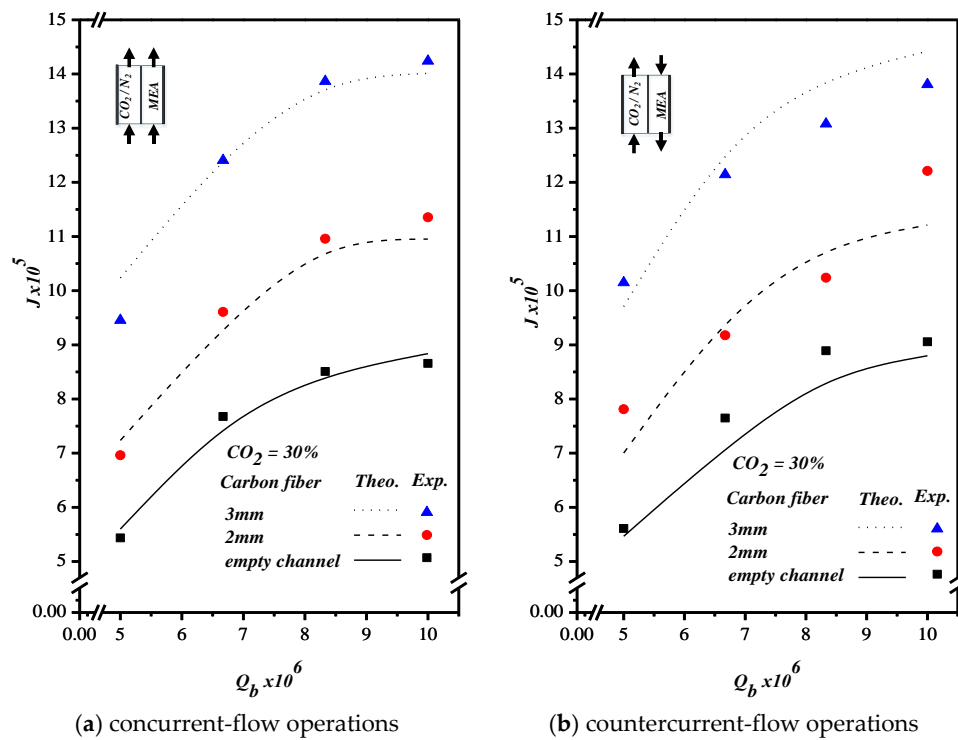 15
14
13
12
11
10
9
8
7
6
5
0.00
J x10^5
CO2/N2
MEA
CO2 = 30%
Carbon fiber Theo. Exp.
3mm
2mm
empty channel
0.00 5 6 7 8 9 10
Qb x10^6
(a) concurrent-flow operations
15
14
13
12
11
10
9
8
7
6
5
0.00
J x10^5
CO2/N2
MEA
CO2 = 30%
Carbon fiber Theo. Exp.
3mm
2mm
empty channel
0.00 5 6 7 8 9 10
Qb x10^6
(b) countercurrent-flow operations